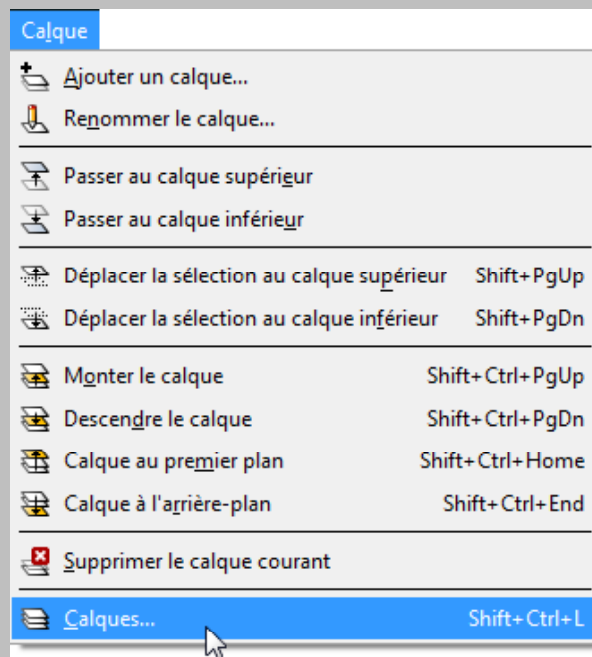 Calque
Ajouter un calque...
Renommer le calque...
Passer au calque supérieur
Passer au calque inférieur
Déplacer la sélection au calque supérieur Shift+PgUp
Déplacer la sélection au calque inférieur Shift+PgDn
Monter le calque Shift+Ctrl+PgUp
Descendre le calque Shift+Ctrl+PgDn
Calque au premier plan Shift+Ctrl+Home
Calque à l'arrière-plan Shift+Ctrl+End
Supprimer le calque courant
Calques... Shift+Ctrl+L